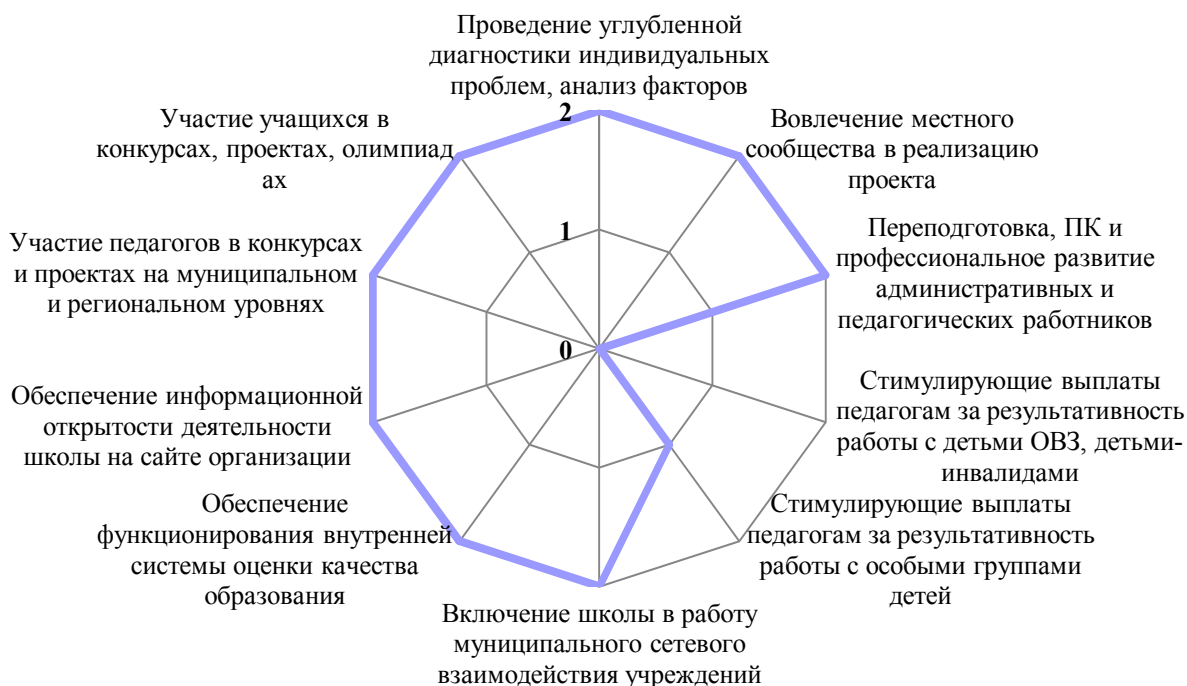 Проведение углубленной
диагностики индивидуальных
проблем, анализ факторов
Вовлечение местного
сообщества в реализацию
проекта
Переподготовка, ПК и
профессиональное развитие
административных и
педагогических работников
Стимулирующие выплаты
педагогам за результативность
работы с детьми ОВЗ, детьми-
инвалидами
Стимулирующие выплаты
педагогам за результативность
работы с особыми группами
детей
Включение школы в работу
муниципального сетевого
взаимодействия учреждений
Обеспечение
функционирования внутренней
системы оценки качества
образования
Обеспечение информационной
открытости деятельности
школы на сайте организации
Участие педагогов в конкурсах
и проектах на муниципальном
и региональном уровнях
Участие учащихся в
конкурсах, проектах, олимпиад
ах
2
1
0